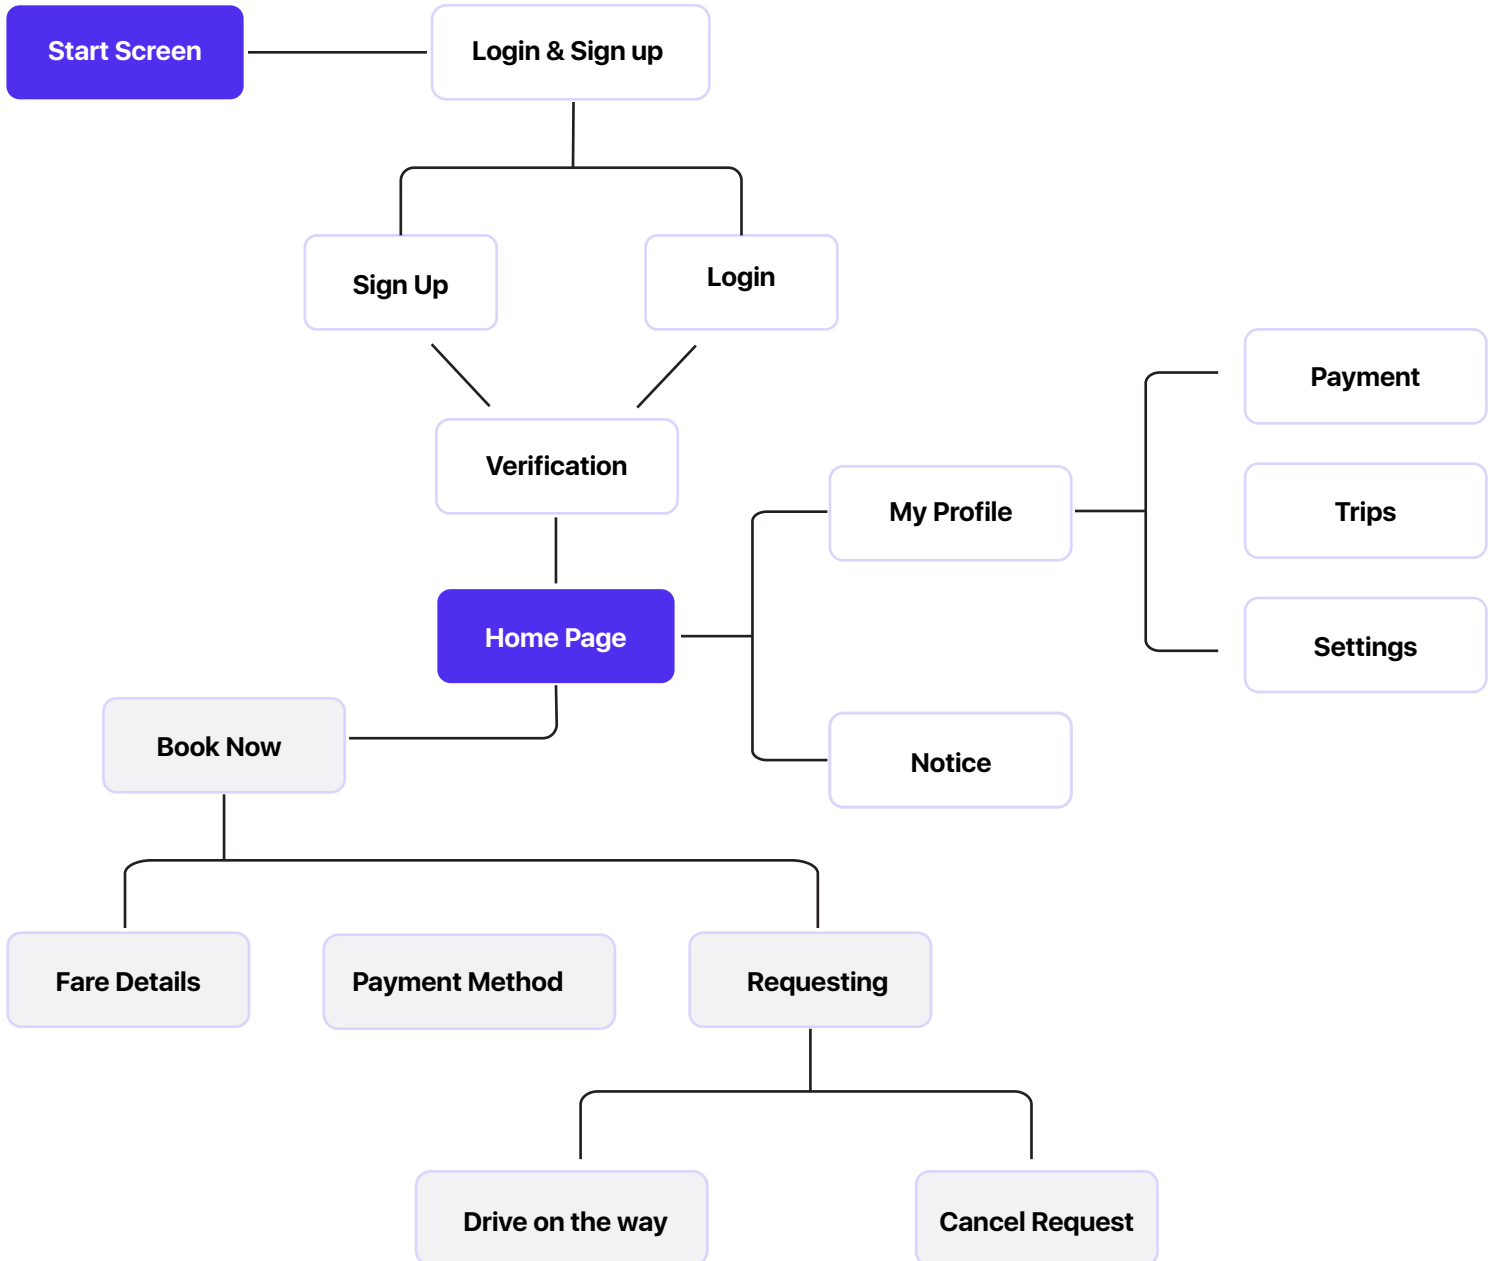 Start Screen
Login & Sign up
Sign Up
Login
Payment
Verification
My Profile
Trips
Home Page
Settings
Book Now
Notice
Fare Details
Payment Method
Requesting
Drive on the way
Cancel Request